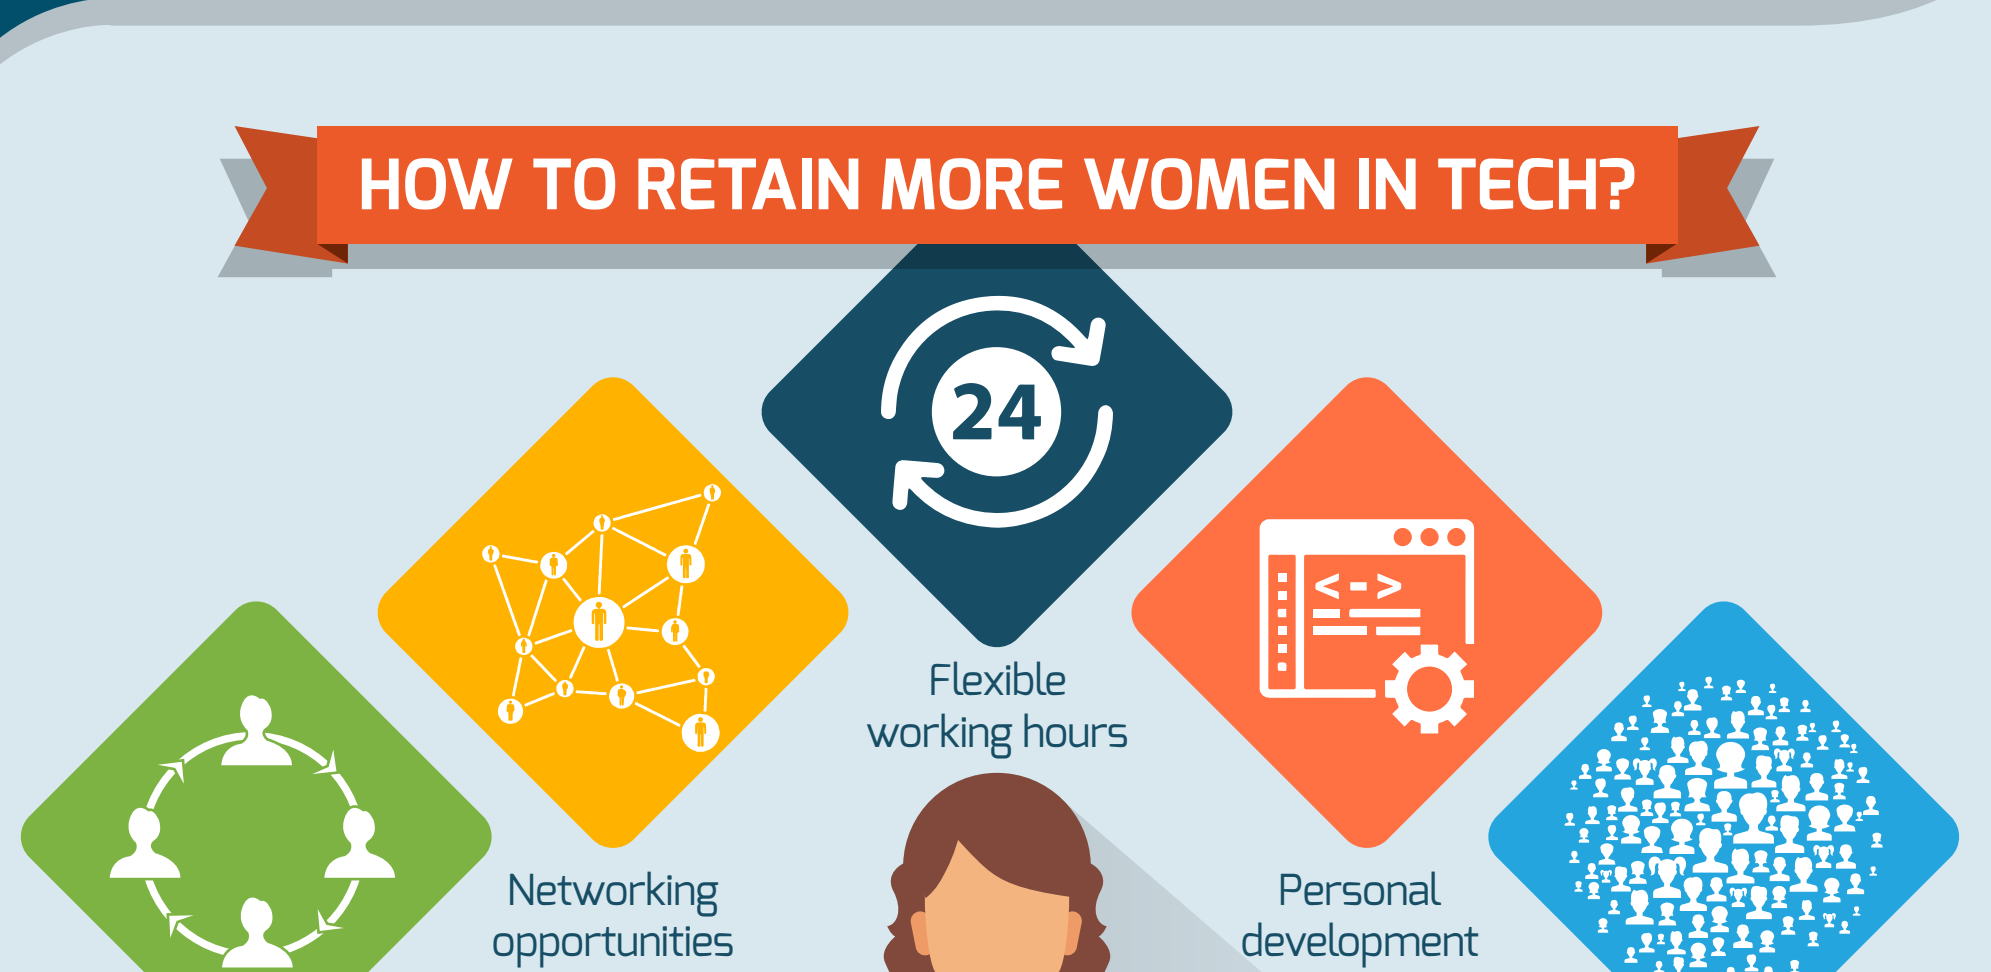 HOW TO RETAIN MORE WOMEN IN TECH?
24
Flexible
working hours
< - >
Networking
opportunities
Personal
development